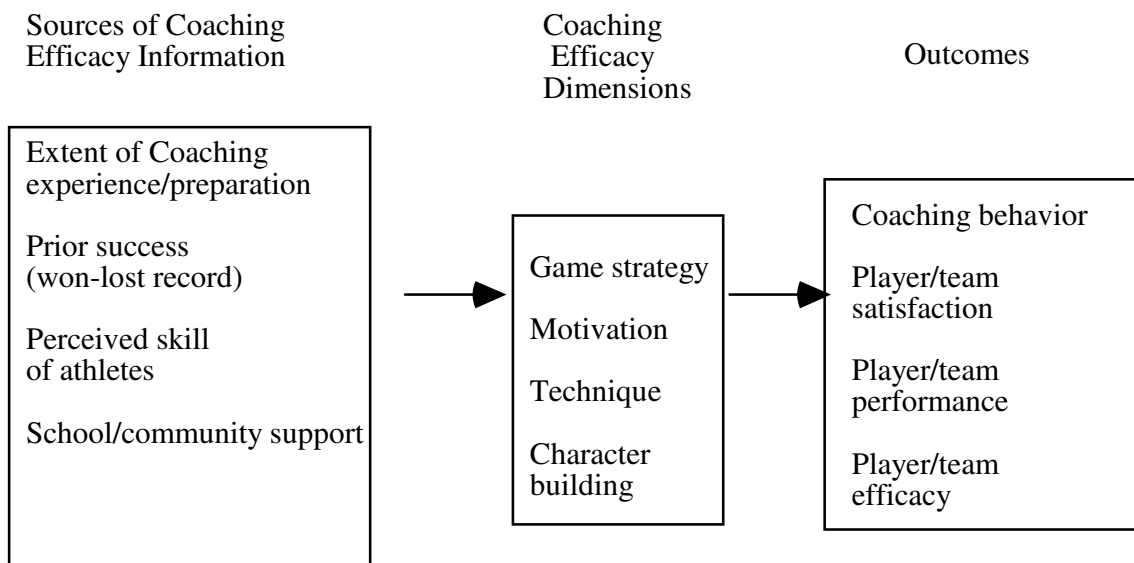 Sources of Coaching
Efficacy Information
Coaching
Efficacy
Dimensions
Outcomes
Extent of Coaching
experience/preparation
Prior success
(won-lost record)
Perceived skill
of athletes
School/community support
Game strategy
Motivation
Technique
Character
building
Coaching behavior
Player/team
satisfaction
Player/team
performance
Player/team
efficacy